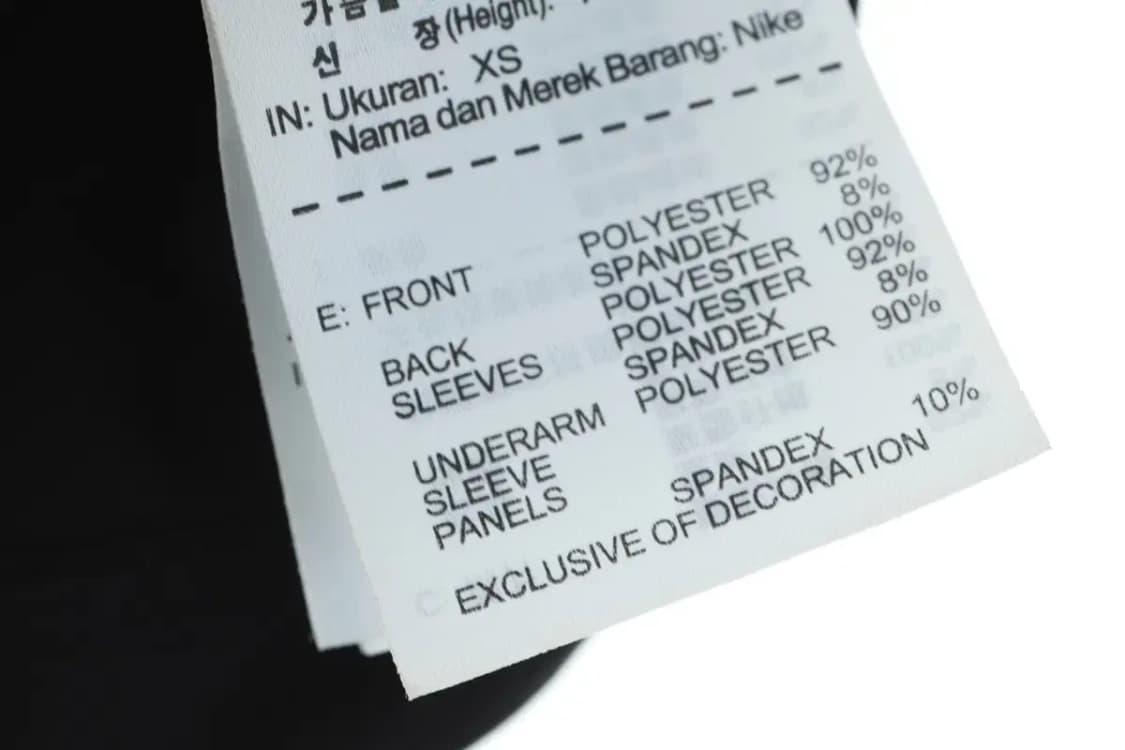 신 장(Height):
IN: Ukuran: XS
Nama dan Merek Barang: Nike
E: FRONT POLYESTER 92%
SPANDEX 8%
BACK POLYESTER 100%
SLEEVES POLYESTER 92%
SPANDEX 8%
UNDERARM POLYESTER 90%
SLEEVE
PANELS SPANDEX 10%
EXCLUSIVE OF DECORATION